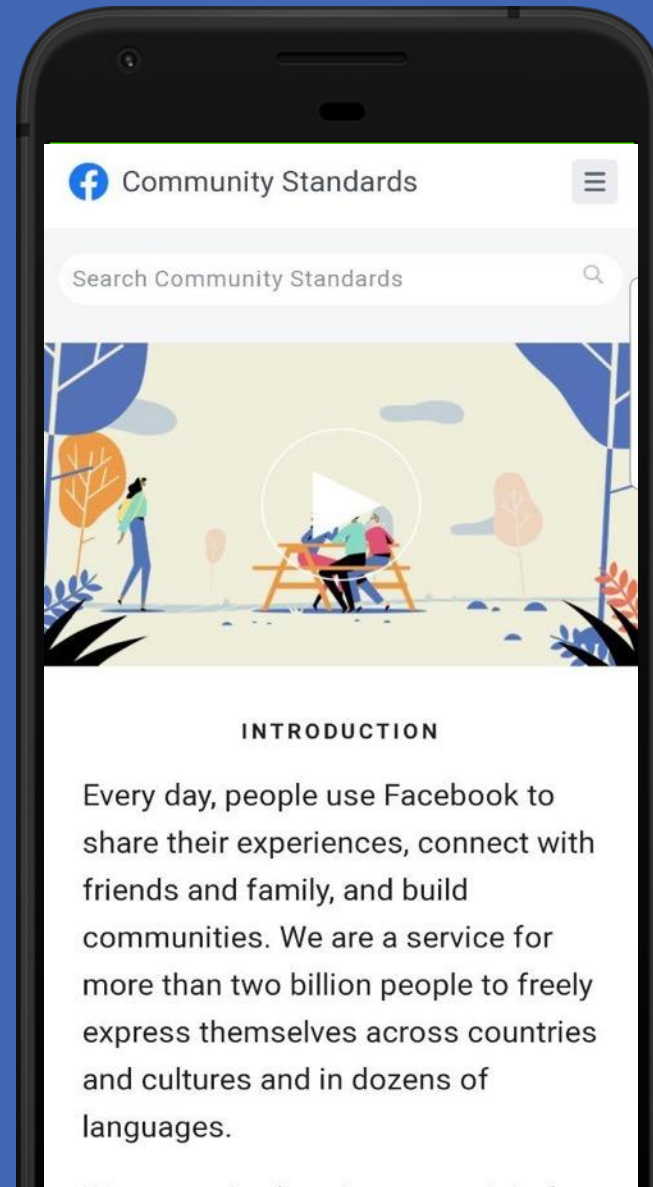 Community Standards
Search Community Standards
INTRODUCTION
Every day, people use Facebook to
share their experiences, connect with
friends and family, and build
communities. We are a service for
more than two billion people to freely
express themselves across countries
and cultures and in dozens of
languages.